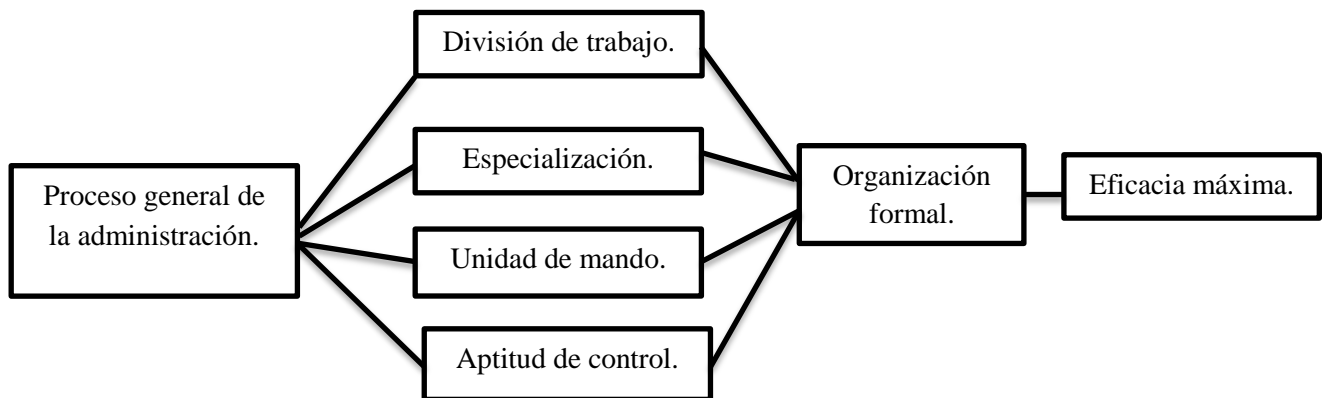 División de trabajo.
Especialización.
Proceso general de
la administración.
Unidad de mando.
Aptitud de control.
Organización
formal.
Eficacia máxima.